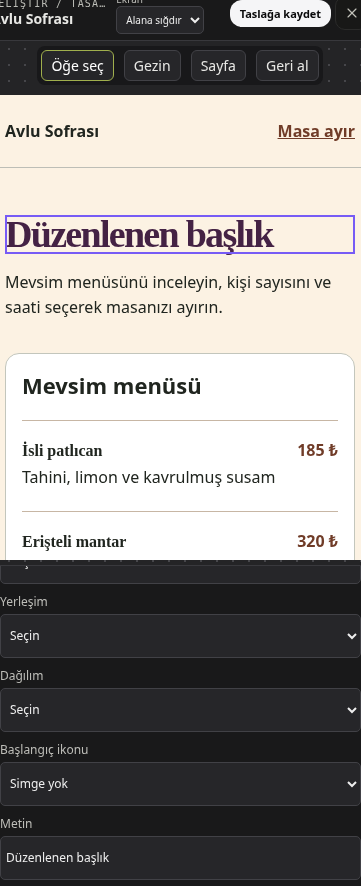 Avlu Sofrası
Alana sığdır
Taslağa kaydet
×
Öğe seç
Gezin
Sayfa
Geri al
Avlu Sofrası
Masa ayır
Düzenlenen başlık
Mevsim menüsünü inceleyin, kişi sayısını ve
saati seçerek masanızı ayırın.
Mevsim menüsü
İsli patlıcan
185 ₺
Tahini, limon ve kavrulmuş susam
Erişteli mantar
320 ₺
Yerleşim
Seçin
Dağılım
Seçin
Başlangıç ikonu
Simge yok
Metin
Düzenlenen başlık